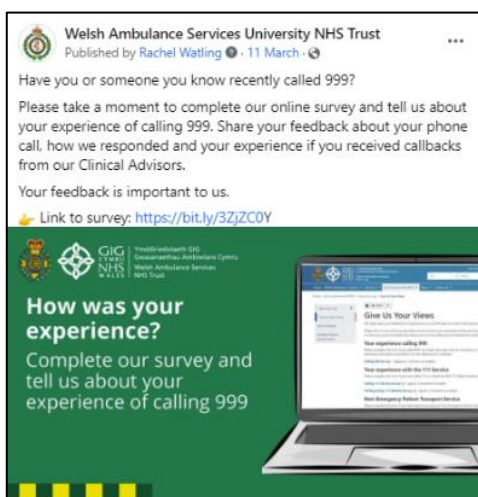 Welsh Ambulance Services University NHS Trust
Published by Rachel Watling · 11 March ·
Have you or someone you know recently called 999?
Please take a moment to complete our online survey and tell us about
your experience of calling 999. Share your feedback about your phone
call, how we responded and your experience if you received callbacks
from our Clinical Advisors.
Your feedback is important to us.
👉 Link to survey: https://bit.ly/3ZjZC0Y
GIG
CYMRU
NHS
WALES
Ymddiriedolaeth GIG
Gwasanaethau Ambiwlans Cymru
Welsh Ambulance Services
NHS Trust
How was your
experience?
Complete our survey and
tell us about your
experience of calling 999
Give Us Your Views
Your experience calling 999
Your experience with the 111 Service
Non-Emergency Patient Transport Service